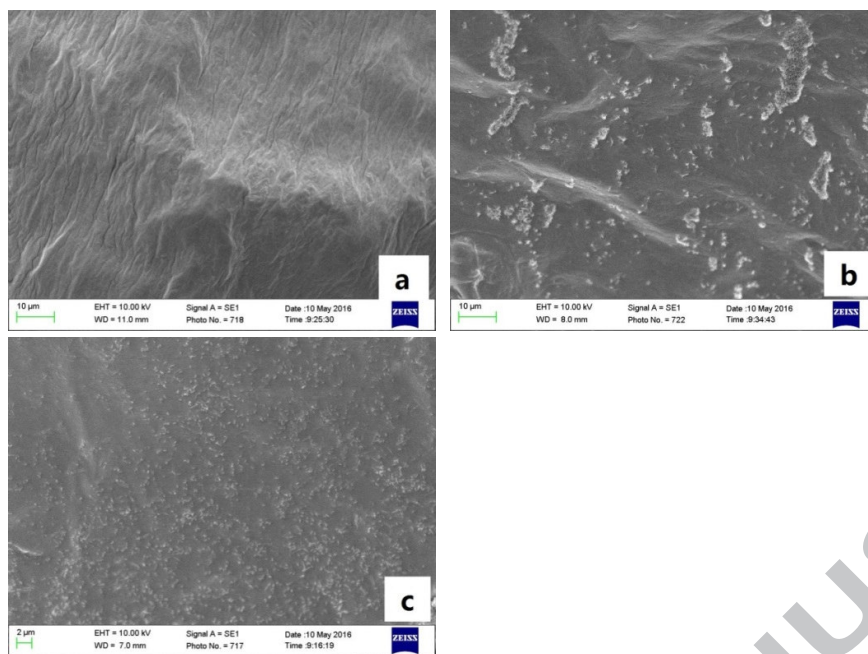 a
10 µm
EHT = 10.00 kV
Signal A = SE1
Date :10 May 2016
WD = 11.0 mm
Photo No. = 718
Time :9:25:30
ZEISS
b
10 µm
EHT = 10.00 kV
Signal A = SE1
Date :10 May 2016
WD = 8.0 mm
Photo No. = 722
Time :9:34:43
ZEISS
c
2 µm
EHT = 10.00 kV
Signal A = SE1
Date :10 May 2016
WD = 7.0 mm
Photo No. = 717
Time :9:16:19
ZEISS